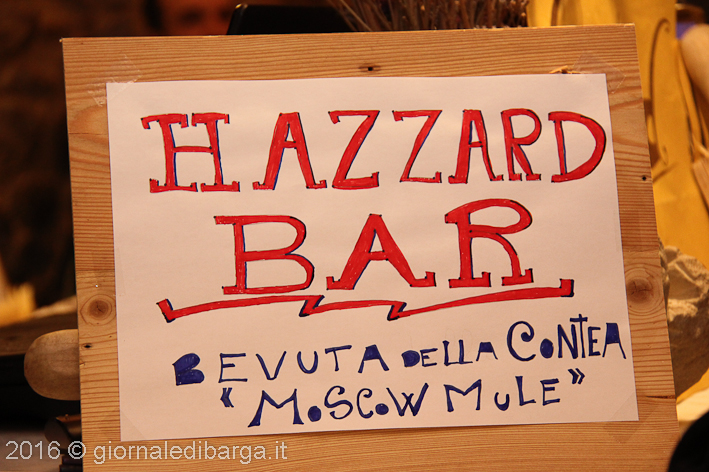 HAZZARD
BAR
BEVUTA DELLA CONTEA
“MOSCOW MULE”
2016 © giornaledibarga.it